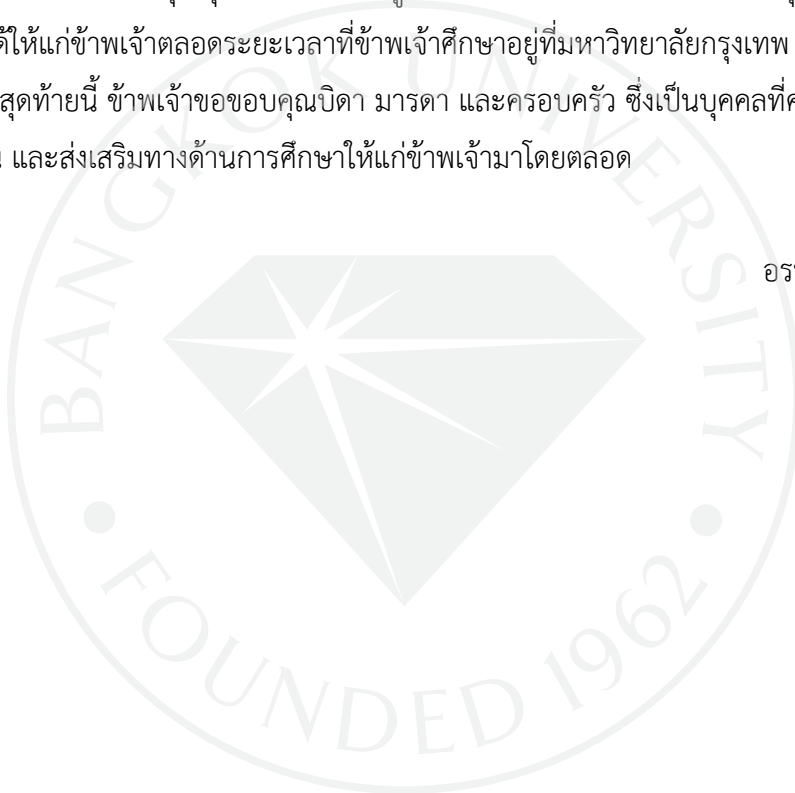 ได้ให้แก่ข้าพเจ้าตลอดระยะเวลาที่ข้าพเจ้าศึกษาอยู่ที่มหาวิทยาลัยกรุงเทพ
สุดท้ายนี้ ข้าพเจ้าขอขอบคุณบิดา มารดา และครอบครัว ซึ่งเป็นบุคคลที่
และส่งเสริมทางด้านการศึกษาให้แก่ข้าพเจ้ามาโดยตลอด
BANGKOK UNIVERSITY
FOUNDED 1962